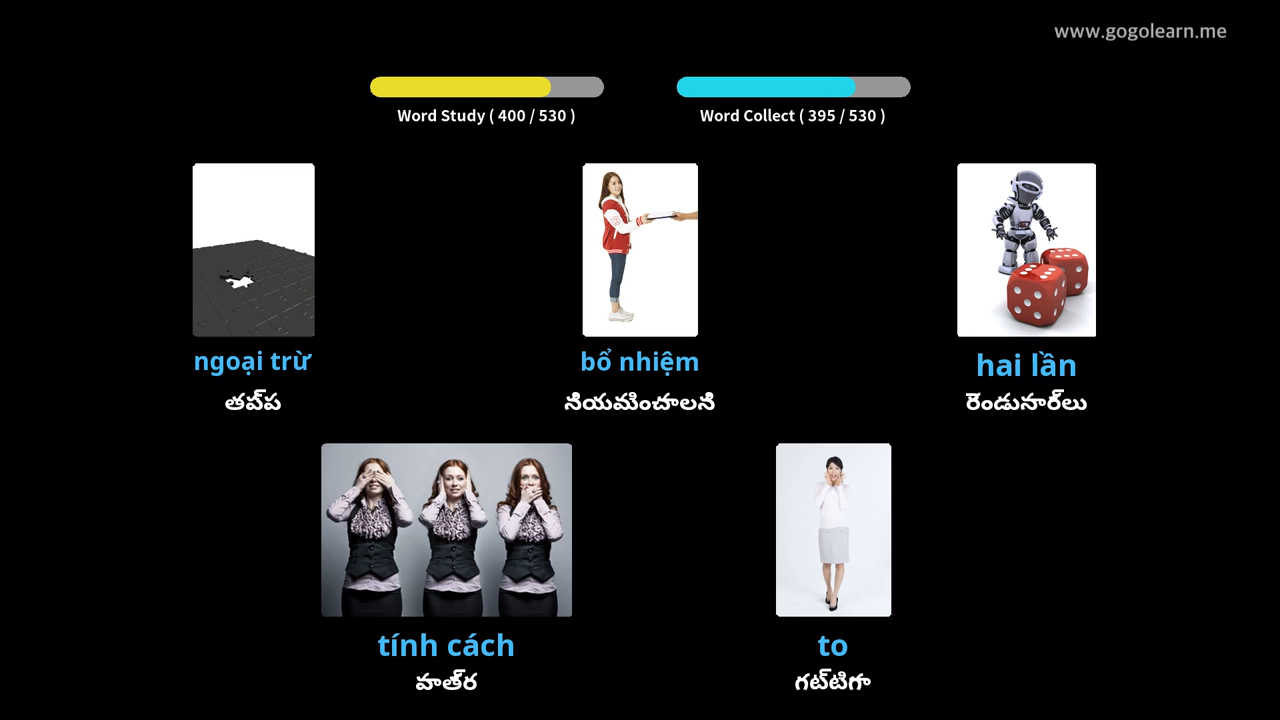 www.gogolearn.me
Word Study ( 400 / 530 )
Word Collect ( 395 / 530 )
ngoại trừ
bổ nhiệm
hai lần
తప్ప
నియమించాలని
రెండుసార్లు
tính cách
to
పాత్ర
గట్టిగా